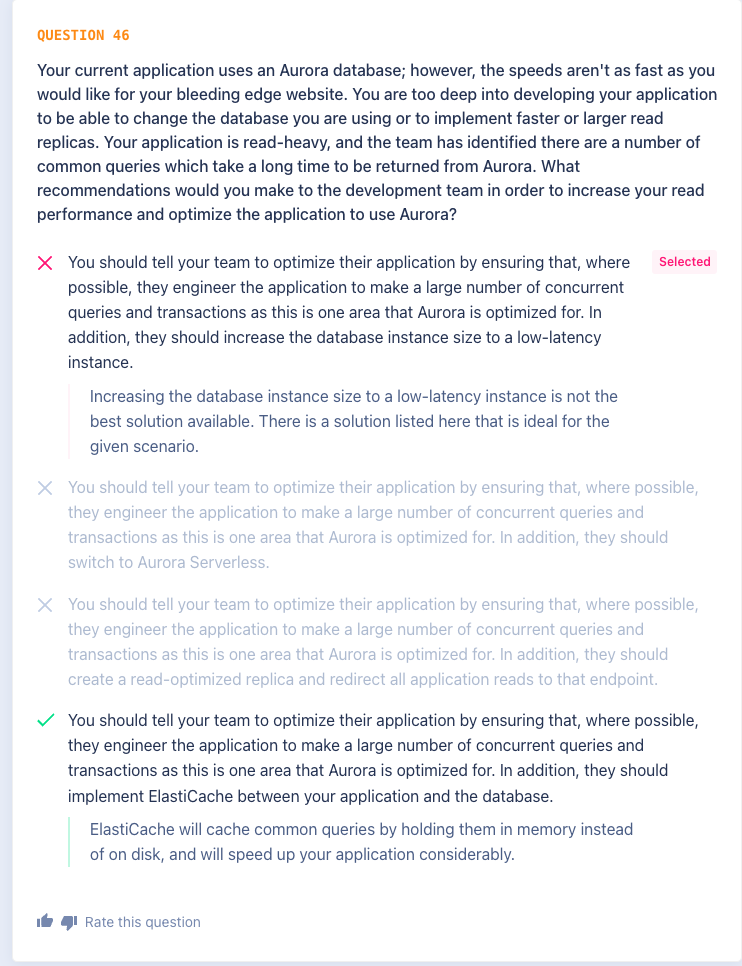 QUESTION 46
Your current application uses an Aurora database; however, the speeds aren't as fast as you
would like for your bleeding edge website. You are too deep into developing your application
to be able to change the database you are using or to implement faster or larger read
replicas. Your application is read-heavy, and the team has identified there are a number of
common queries which take a long time to be returned from Aurora. What
recommendations would you make to the development team in order to increase your read
performance and optimize the application to use Aurora?
You should tell your team to optimize their application by ensuring that, where
Selected
possible, they engineer the application to make a large number of concurrent
queries and transactions as this is one area that Aurora is optimized for. In
addition, they should increase the database instance size to a low-latency
instance.
Increasing the database instance size to a low-latency instance is not the
best solution available. There is a solution listed here that is ideal for the
given scenario.
You should tell your team to optimize their application by ensuring that, where possible,
they engineer the application to make a large number of concurrent queries and
transactions as this is one area that Aurora is optimized for. In addition, they should
switch to Aurora Serverless.
You should tell your team to optimize their application by ensuring that, where possible,
they engineer the application to make a large number of concurrent queries and
transactions as this is one area that Aurora is optimized for. In addition, they should
create a read-optimized replica and redirect all application reads to that endpoint.
You should tell your team to optimize their application by ensuring that, where possible,
they engineer the application to make a large number of concurrent queries and
transactions as this is one area that Aurora is optimized for. In addition, they should
implement ElastiCache between your application and the database.
ElastiCache will cache common queries by holding them in memory instead
of on disk, and will speed up your application considerably.
Rate this question